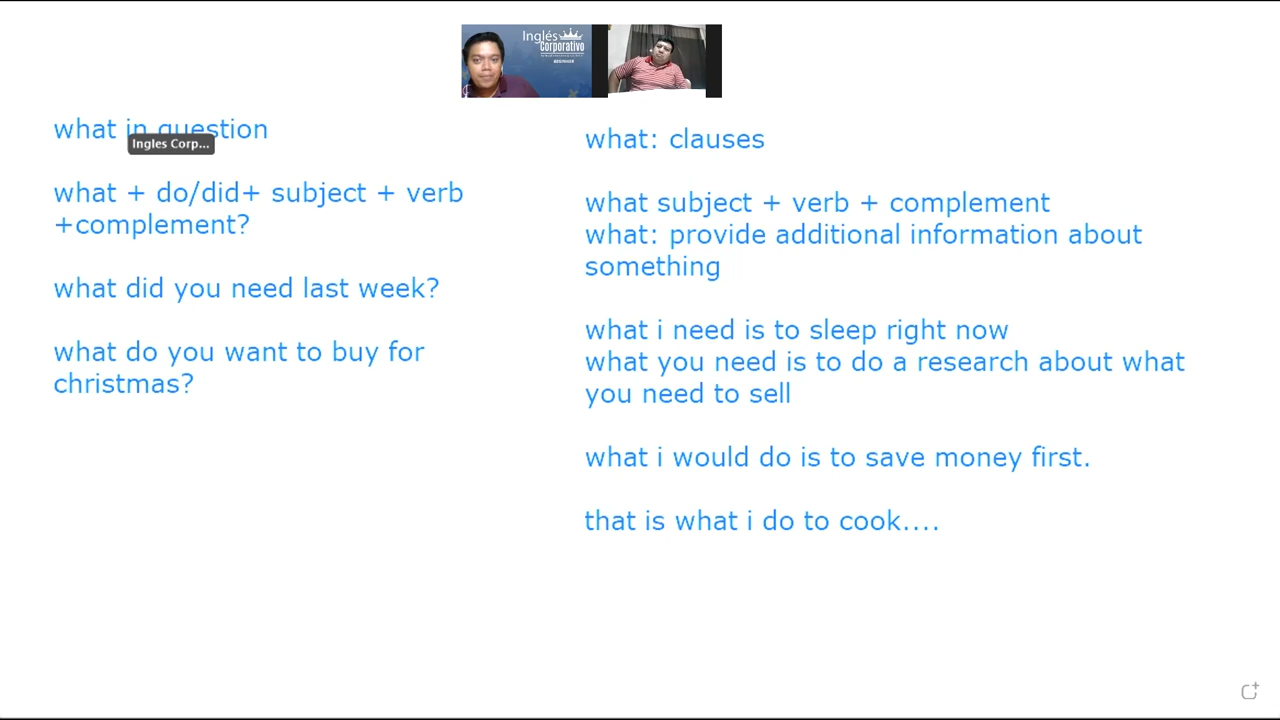 Inglés
Corporativo
BEGINNER
what in question
Ingles Corp...
what + do/did+ subject + verb
+complement?
what did you need last week?
what do you want to buy for
christmas?
what: clauses
what subject + verb + complement
what: provide additional information about
something
what i need is to sleep right now
what you need is to do a research about what
you need to sell
what i would do is to save money first.
that is what i do to cook....